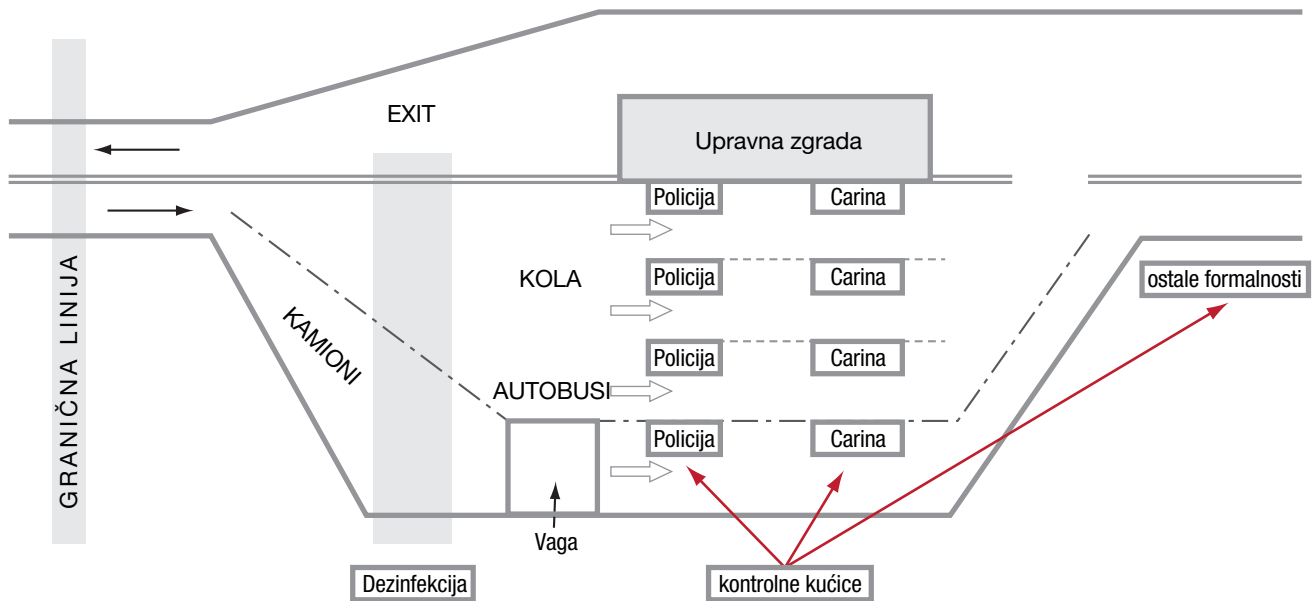 EXIT
Upravna zgrada
Policija
Carina
GRANIČNA LINIJA
KAMIONI
KOLA
Policija
Carina
ostale formalnosti
Policija
Carina
AUTOBUSI
Policija
Carina
Vaga
Dezinfekcija
kontrolne kućice